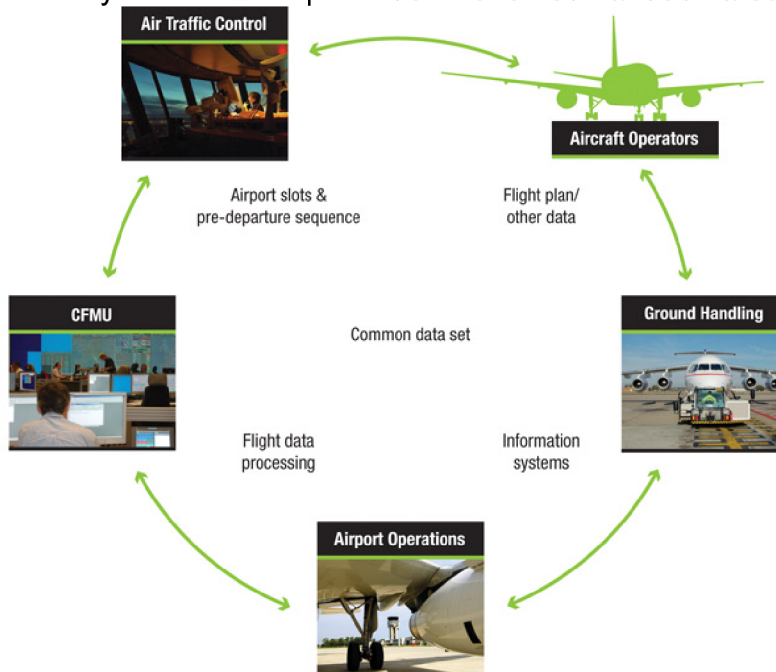 Air Traffic Control
Aircraft Operators
Airport slots &
pre-departure sequence
Flight plan/
other data
CFMU
Ground Handling
Common data set
Flight data
processing
Information
systems
Airport Operations